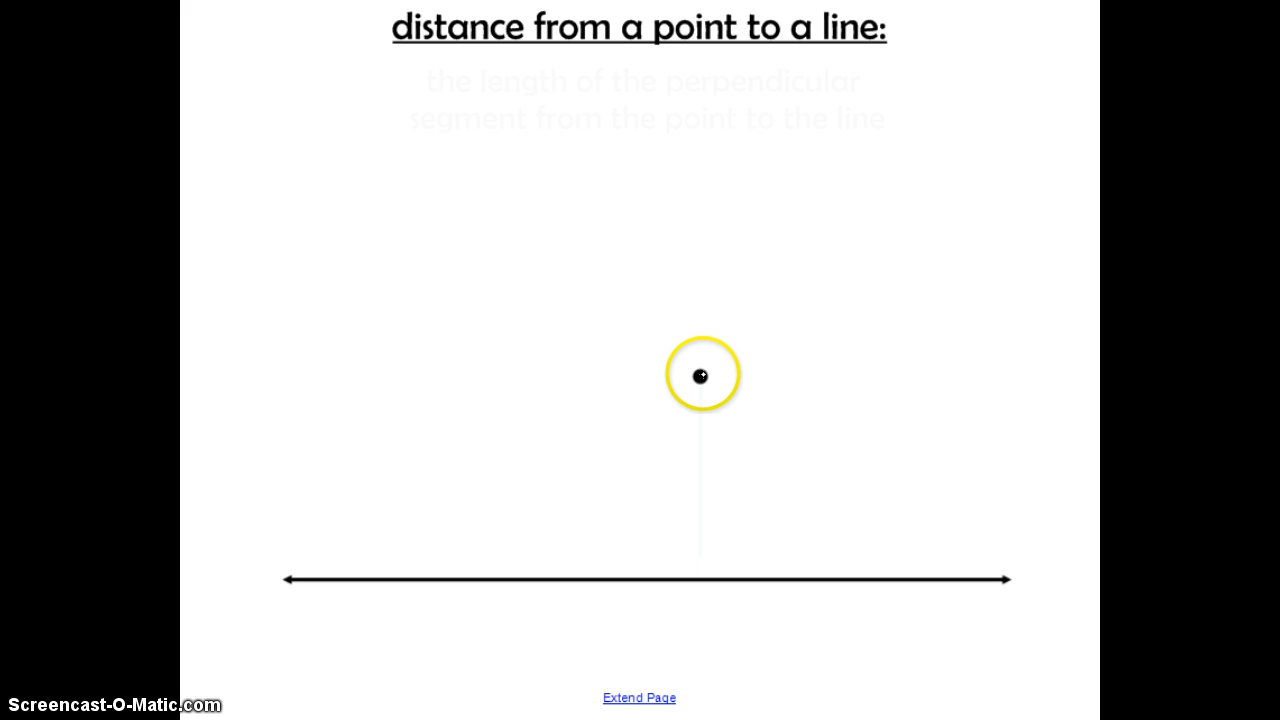 distance from a point to a line:
the length of the perpendicular
segment from the point to the line
Extend Page
Screencast-O-Matic.com